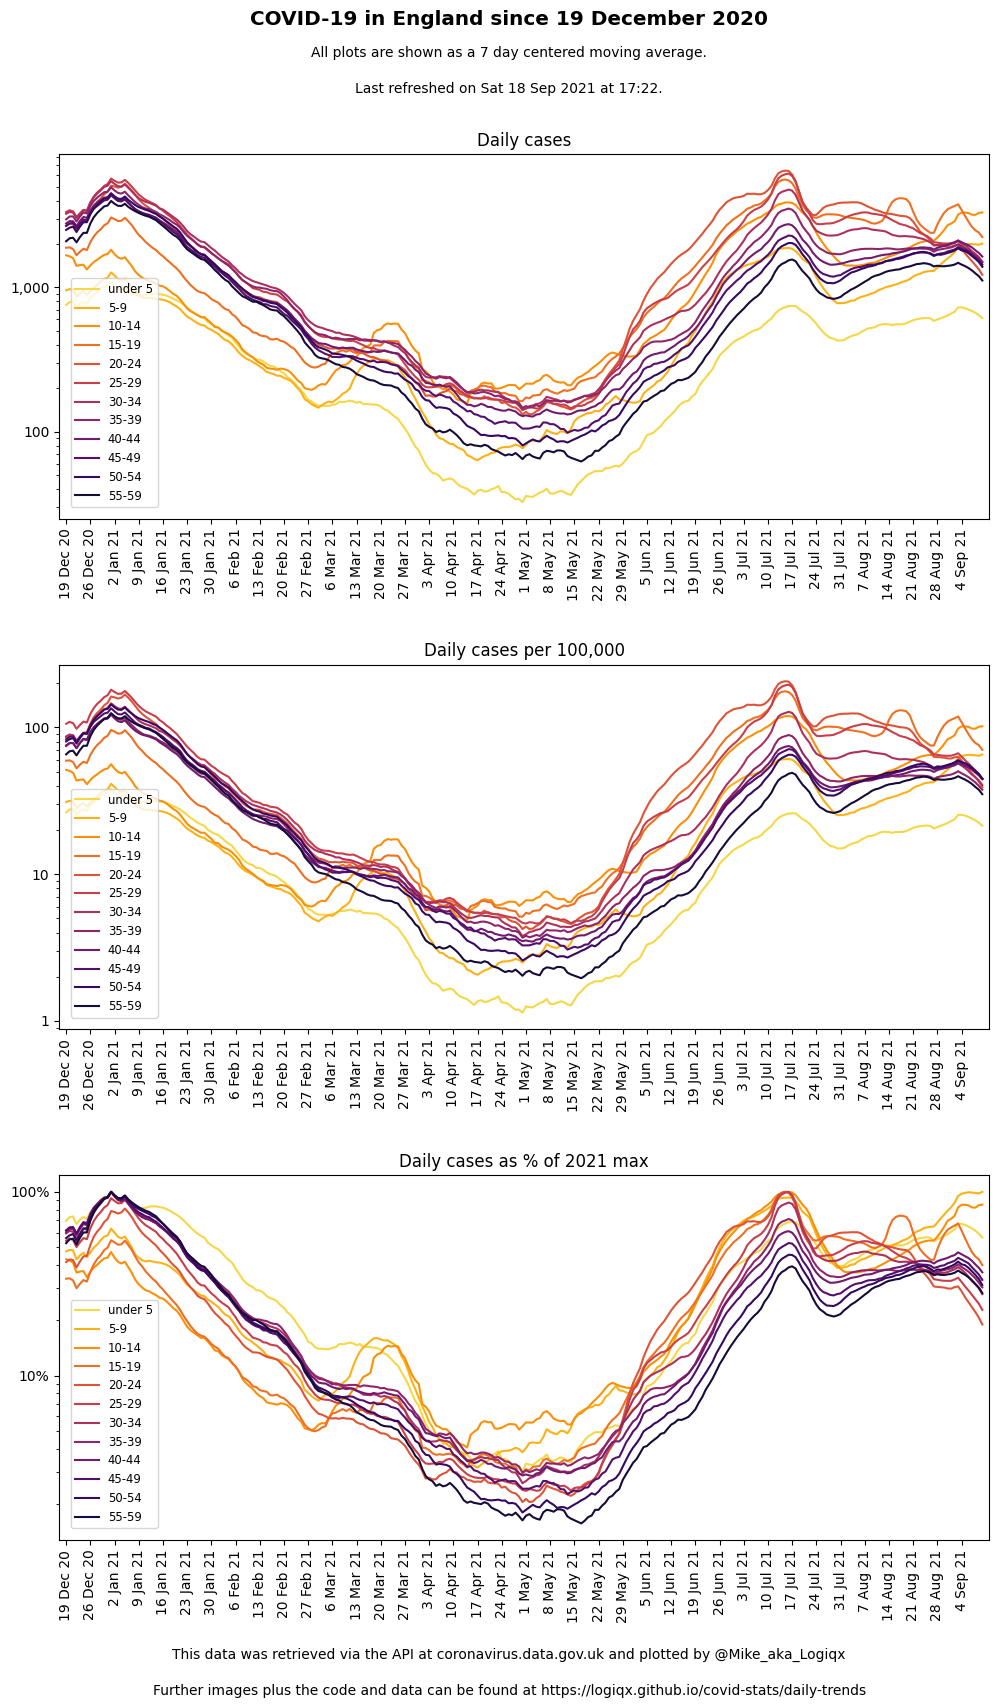 COVID-19 in England since 19 December 2020
All plots are shown as a 7 day centered moving average.
Last refreshed on Sat 18 Sep 2021 at 17:22.
Daily cases
1,000
100
under 5
5-9
10-14
15-19
20-24
25-29
30-34
35-39
40-44
45-49
50-54
55-59
19 Dec 20
26 Dec 20
2 Jan 21
9 Jan 21
16 Jan 21
23 Jan 21
30 Jan 21
6 Feb 21
13 Feb 21
20 Feb 21
27 Feb 21
6 Mar 21
13 Mar 21
20 Mar 21
27 Mar 21
3 Apr 21
10 Apr 21
17 Apr 21
24 Apr 21
1 May 21
8 May 21
15 May 21
22 May 21
29 May 21
5 Jun 21
12 Jun 21
19 Jun 21
26 Jun 21
3 Jul 21
10 Jul 21
17 Jul 21
24 Jul 21
31 Jul 21
7 Aug 21
14 Aug 21
21 Aug 21
28 Aug 21
4 Sep 21
Daily cases per 100,000
100
10
1
under 5
5-9
10-14
15-19
20-24
25-29
30-34
35-39
40-44
45-49
50-54
55-59
19 Dec 20
26 Dec 20
2 Jan 21
9 Jan 21
16 Jan 21
23 Jan 21
30 Jan 21
6 Feb 21
13 Feb 21
20 Feb 21
27 Feb 21
6 Mar 21
13 Mar 21
20 Mar 21
27 Mar 21
3 Apr 21
10 Apr 21
17 Apr 21
24 Apr 21
1 May 21
8 May 21
15 May 21
22 May 21
29 May 21
5 Jun 21
12 Jun 21
19 Jun 21
26 Jun 21
3 Jul 21
10 Jul 21
17 Jul 21
24 Jul 21
31 Jul 21
7 Aug 21
14 Aug 21
21 Aug 21
28 Aug 21
4 Sep 21
Daily cases as % of 2021 max
100%
10%
under 5
5-9
10-14
15-19
20-24
25-29
30-34
35-39
40-44
45-49
50-54
55-59
19 Dec 20
26 Dec 20
2 Jan 21
9 Jan 21
16 Jan 21
23 Jan 21
30 Jan 21
6 Feb 21
13 Feb 21
20 Feb 21
27 Feb 21
6 Mar 21
13 Mar 21
20 Mar 21
27 Mar 21
3 Apr 21
10 Apr 21
17 Apr 21
24 Apr 21
1 May 21
8 May 21
15 May 21
22 May 21
29 May 21
5 Jun 21
12 Jun 21
19 Jun 21
26 Jun 21
3 Jul 21
10 Jul 21
17 Jul 21
24 Jul 21
31 Jul 21
7 Aug 21
14 Aug 21
21 Aug 21
28 Aug 21
4 Sep 21
This data was retrieved via the API at coronavirus.data.gov.uk and plotted by @Mike_aka_Logiqx
Further images plus the code and data can be found at https://logiqx.github.io/covid-stats/daily-trends